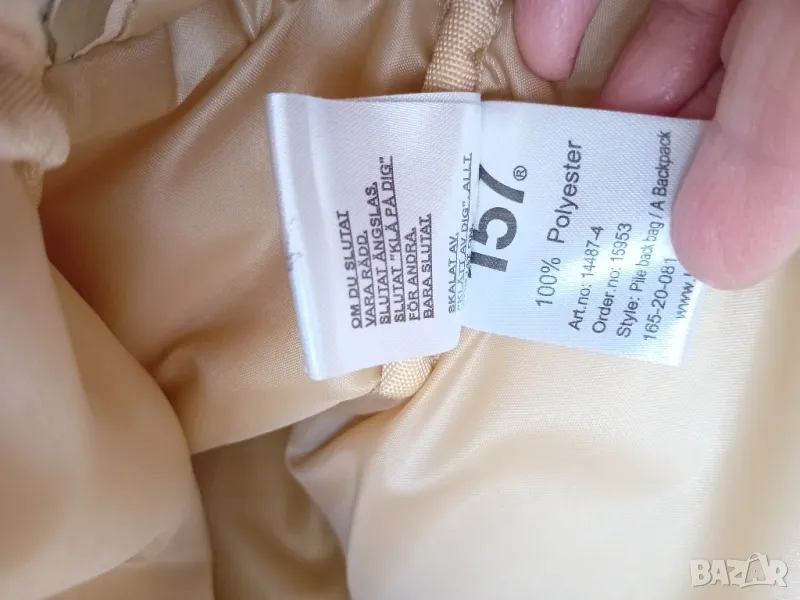 OM DU SLUTAT
VARA RÄDD.
SLUTAT ÄNGSLAS.
SLUTAT "KLÄ PÅ DIG"
FÖR ANDRA.
BARA SLUTAT.
SKALAT AV.
157®
100% Polyester
Art.no: 14487-4
Order.no: 15953
Style: Pile back bag / A Backpack
165-20-081
BAZAR